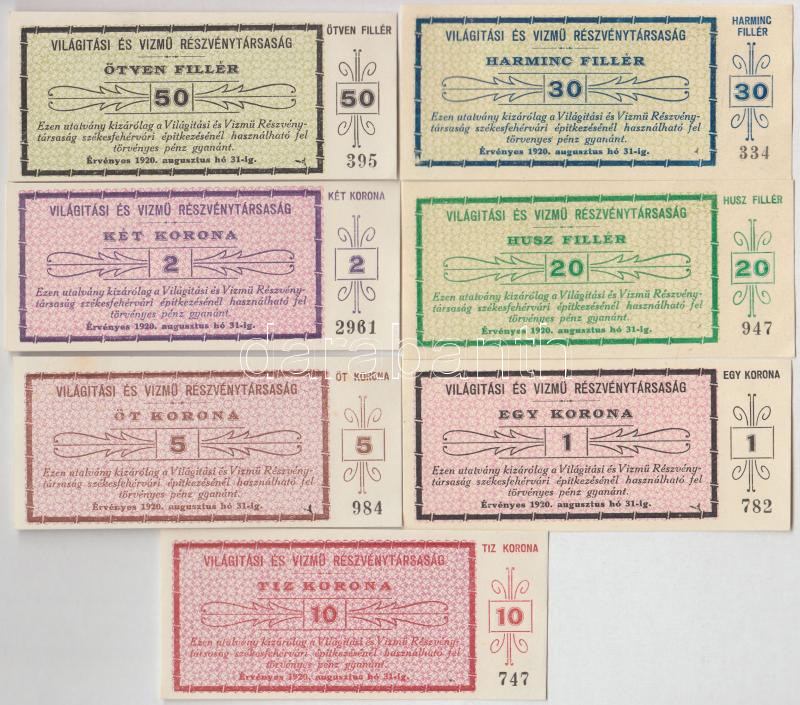 VILÁGITÁSI ÉS VIZMŰ RÉSZVÉNYTÁRSASÁG
ÖTVEN FILLÉR
50
Ezen utalvány kizárólag a Világitási és Vizmű Részvény-
társaság székesfehérvári épitkezésénél használható fel
törvényes pénz gyanánt.
Érvényes 1920. augusztus hó 31-ig.
ÖTVEN FILLÉR
50
395
VILÁGITÁSI ÉS VIZMŰ RÉSZVÉNYTÁRSASÁG
HARMINC FILLÉR
30
Ezen utalvány kizárólag a Világitási és Vizmű Részvény-
társaság székesfehérvári épitkezésénél használható fel
törvényes pénz gyanánt.
Érvényes 1920. augusztus hó 31-ig.
HARMINC
FILLÉR
30
334
VILÁGITÁSI ÉS VIZMŰ RÉSZVÉNYTÁRSASÁG
KÉT KORONA
2
Ezen utalvány kizárólag a Világitási és Vizmű Részvény-
társaság székesfehérvári épitkezésénél használható fel
törvényes pénz gyanánt.
Érvényes 1920. augusztus hó 31-ig.
KÉT KORONA
2
2961
VILÁGITÁSI ÉS VIZMŰ RÉSZVÉNYTÁRSASÁG
HUSZ FILLÉR
20
Ezen utalvány kizárólag a Világitási és Vizmű Részvény-
társaság székesfehérvári épitkezésénél használható fel
törvényes pénz gyanánt.
Érvényes 1920. augusztus hó 31-ig.
HUSZ FILLÉR
20
947
darabanth
VILÁGITÁSI ÉS VIZMŰ RÉSZVÉNYTÁRSASÁG
ÖT KORONA
5
Ezen utalvány kizárólag a Világitási és Vizmű Részvény-
társaság székesfehérvári épitkezésénél használható fel
törvényes pénz gyanánt.
Érvényes 1920. augusztus hó 31-ig.
ÖT KORONA
5
984
VILÁGITÁSI ÉS VIZMŰ RÉSZVÉNYTÁRSASÁG
EGY KORONA
1
Ezen utalvány kizárólag a Világitási és Vizmű Részvény-
társaság székesfehérvári épitkezésénél használható fel
törvényes pénz gyanánt.
Érvényes 1920. augusztus hó 31-ig.
EGY KORONA
1
782
VILÁGITÁSI ÉS VIZMŰ RÉSZVÉNYTÁRSASÁG
TIZ KORONA
10
Ezen utalvány kizárólag a Világitási és Vizmű Részvény-
társaság székesfehérvári épitkezésénél használható fel
törvényes pénz gyanánt.
Érvényes 1920. augusztus hó 31-ig.
TIZ KORONA
10
747